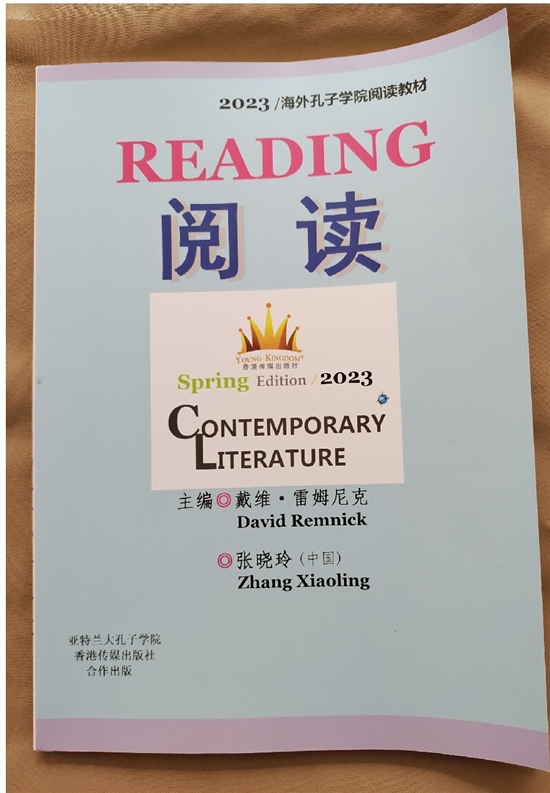 2023/海外孔子学院阅读教材
READING
阅读
YOUNG KINGDOM®
香港传媒出版社
Spring Edition / 2023
CONTEMPORARY
LITERATURE
主编◎戴维·雷姆尼克
David Remnick
◎张晓玲(中国)
Zhang Xiaoling
亚特兰大孔子学院
香港传媒出版社
合作出版